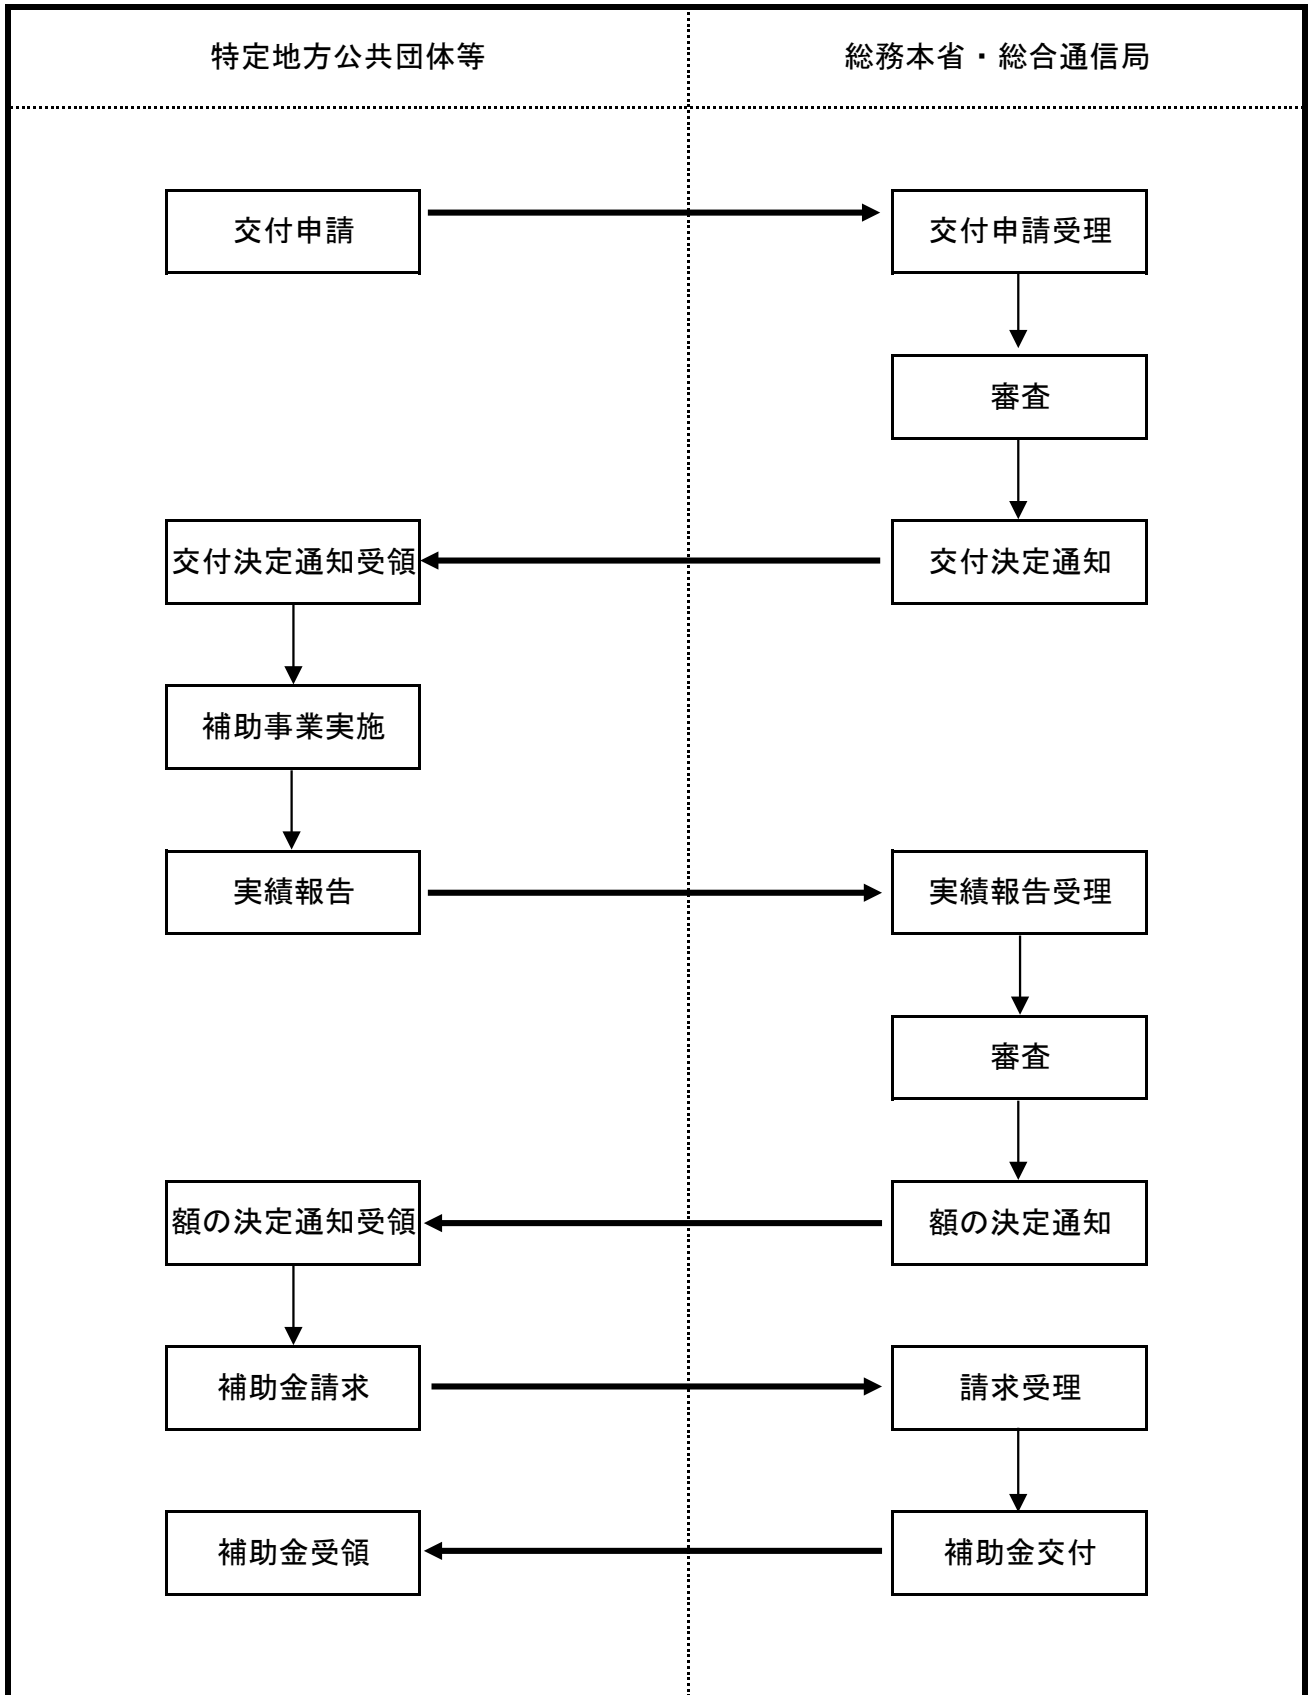 特定地方公共団体等
総務本省・総合通信局
交付申請
交付申請受理
審査
交付決定通知受領
交付決定通知
補助事業実施
実績報告
実績報告受理
審査
額の決定通知受領
額の決定通知
補助金請求
請求受理
補助金受領
補助金交付